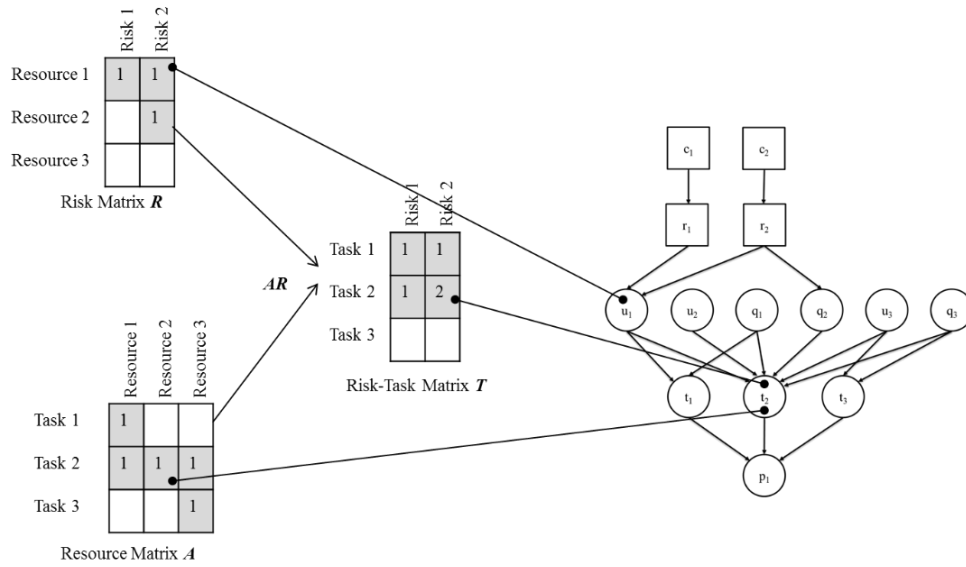 Risk 1
Risk 2
Resource 1 1 1
Resource 2 1
Resource 3
Risk Matrix R
Risk 1
Risk 2
Task 1 1 1
Task 2 1 2
Task 3
Risk-Task Matrix T
AR
Resource 1
Resource 2
Resource 3
Task 1 1
Task 2 1 1 1
Task 3 1
Resource Matrix A
c1 c2
r1 r2
u1 u2 q1 q2 u3 q3
t1 t2 t3
p1